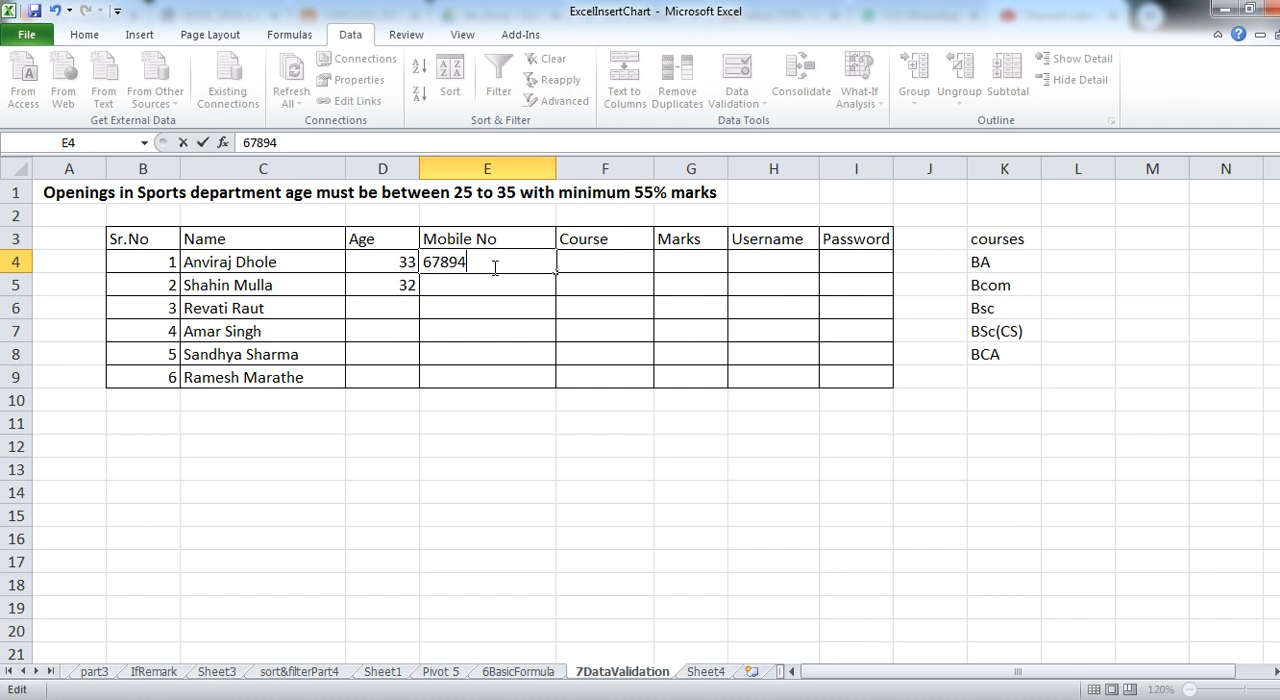 ExcelInsertChart - Microsoft Excel
File Home Insert Page Layout Formulas Data Review View Add-Ins
From Access
From Web
From Text
From Other Sources
Existing Connections
Get External Data
Refresh All
Connections
Properties
Edit Links
Connections
Sort
Filter
Clear
Reapply
Advanced
Sort & Filter
Text to Columns
Remove Duplicates
Data Validation
Consolidate
What-If Analysis
Data Tools
Group
Ungroup
Subtotal
Show Detail
Hide Detail
Outline
E4 fx 67894
A B C D E F G H I J K L M N
1 Openings in Sports department age must be between 25 to 35 with minimum 55% marks
2
3 Sr.No Name Age Mobile No Course Marks Username Password courses
4 1 Anviraj Dhole 33 67894 BA
5 2 Shahin Mulla 32 Bcom
6 3 Revati Raut Bsc
7 4 Amar Singh BSc(CS)
8 5 Sandhya Sharma BCA
9 6 Ramesh Marathe
10
11
12
13
14
15
16
17
18
19
20
21
part3 IfRemark Sheet3 sort&filterPart4 Sheet1 Pivot 5 6BasicFormula 7DataValidation Sheet4
Edit 120%